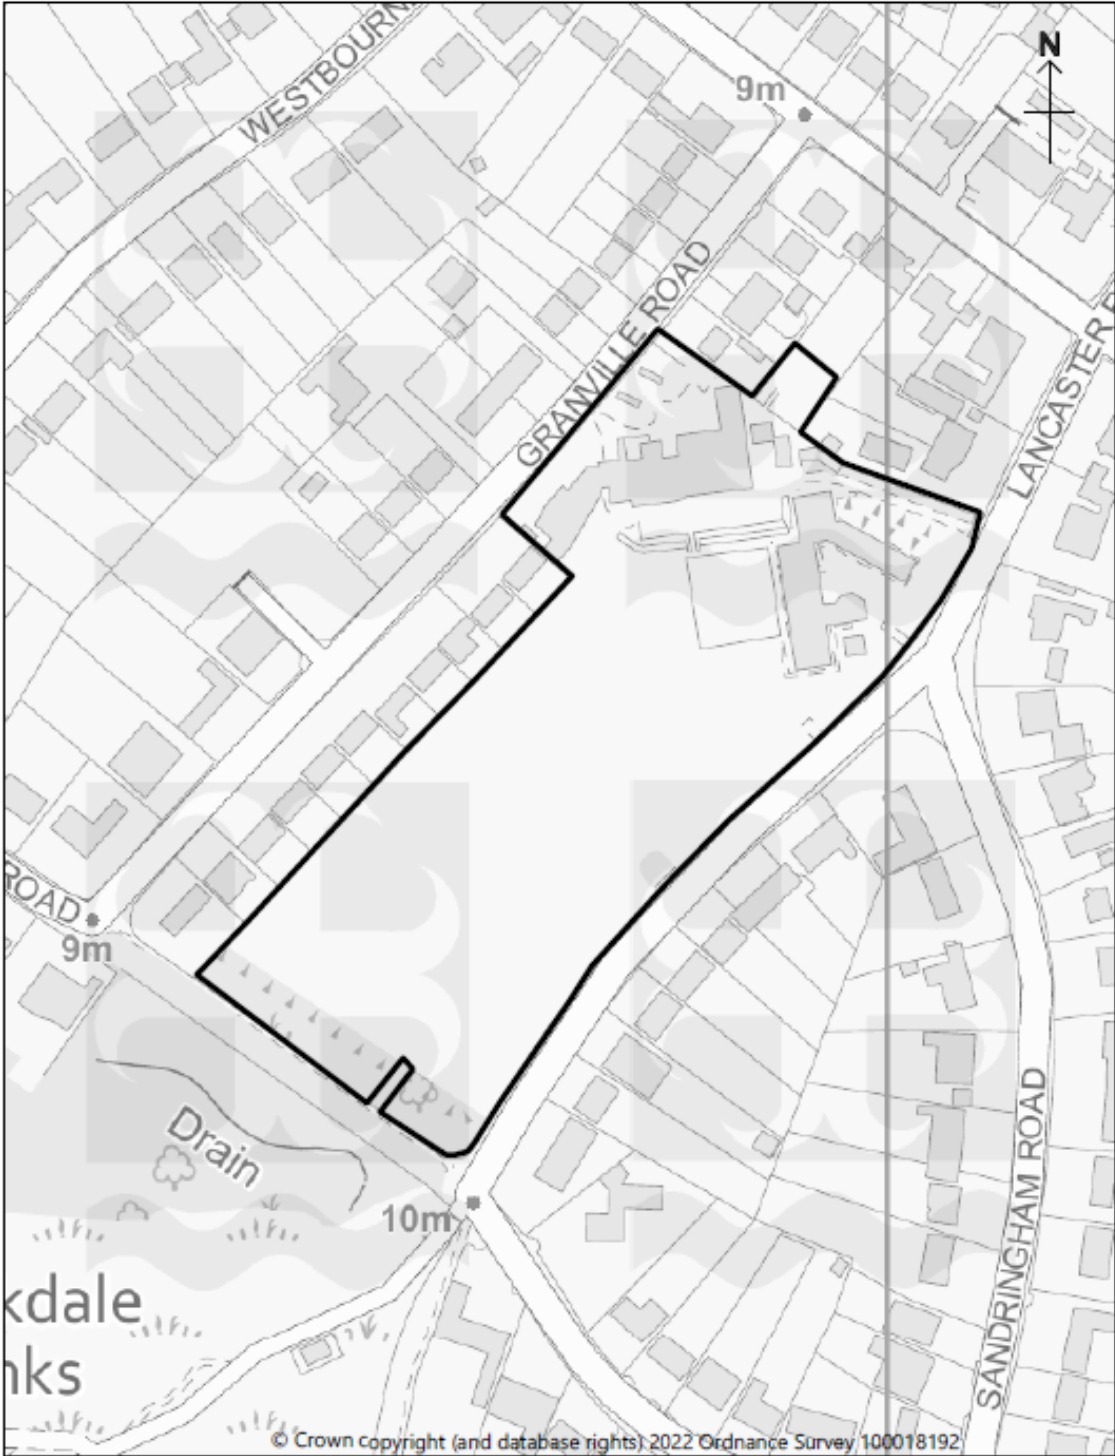 WESTBOURN
9m
N
GRANVILLE ROAD
LANCASTER
ROAD
9m
Drain
10m
SANDRINGHAM ROAD
kdale
nks
© Crown copyright (and database rights) 2022 Ordnance Survey 100018192